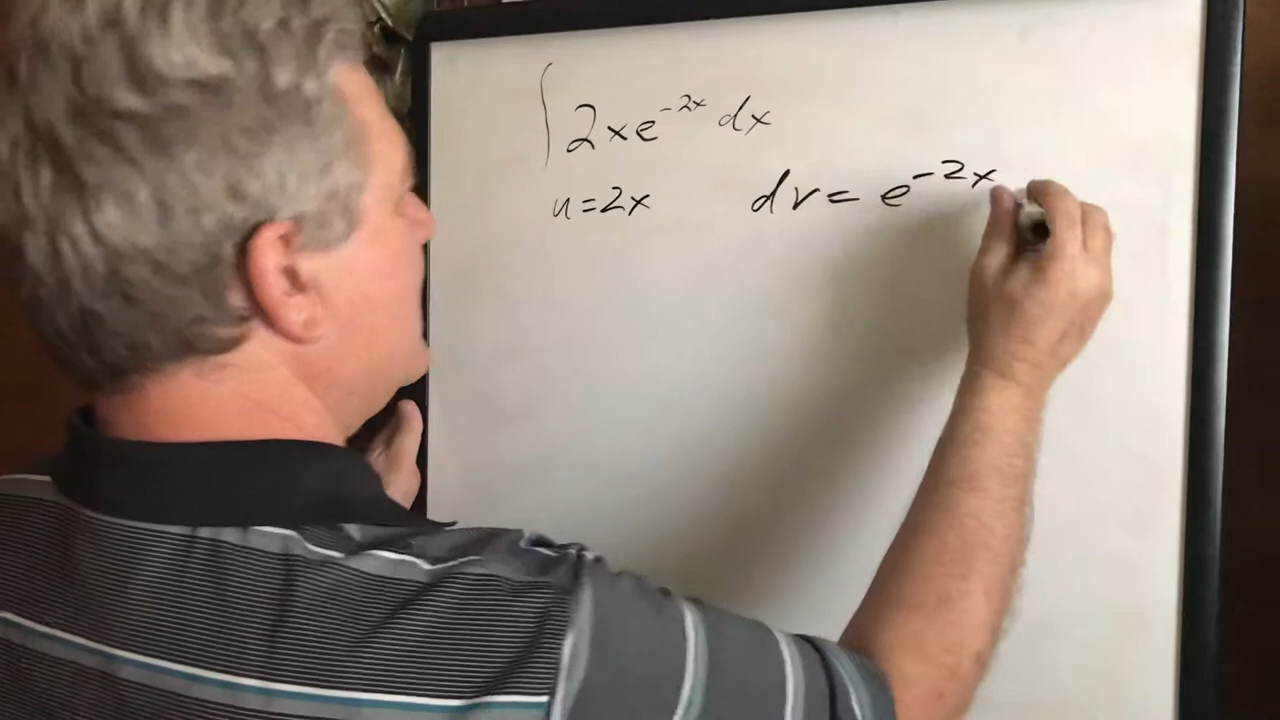 ∫ 2xe^{-2x} dx
u=2x dv= e^{-2x}